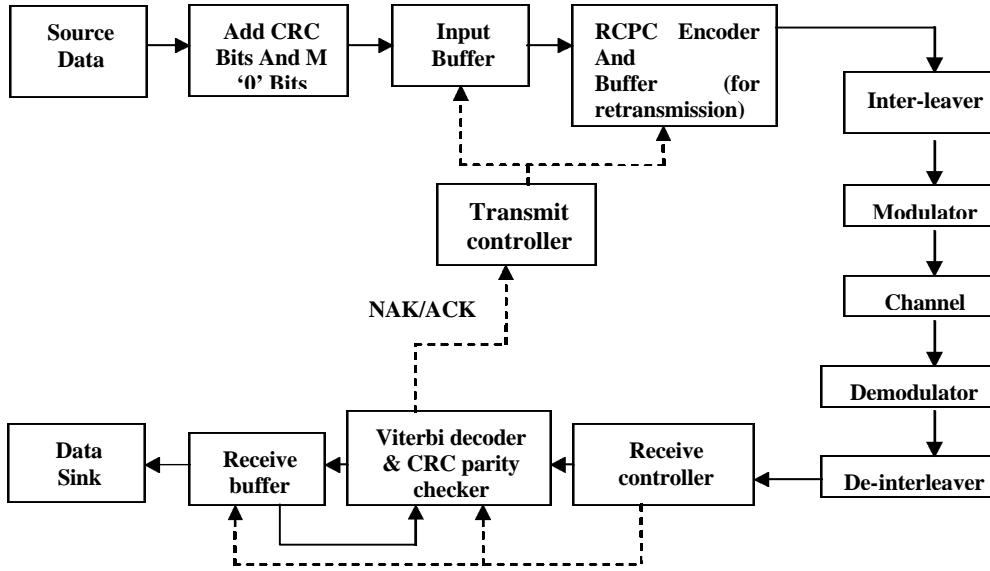 Source
Data
Add CRC
Bits And M
‘0’ Bits
Input
Buffer
RCPC Encoder
And
Buffer (for
retransmission)
Inter-leaver
Transmit
controller
Modulator
NAK/ACK
Channel
Demodulator
Data
Sink
Receive
buffer
Viterbi decoder
& CRC parity
checker
Receive
controller
De-interleaver